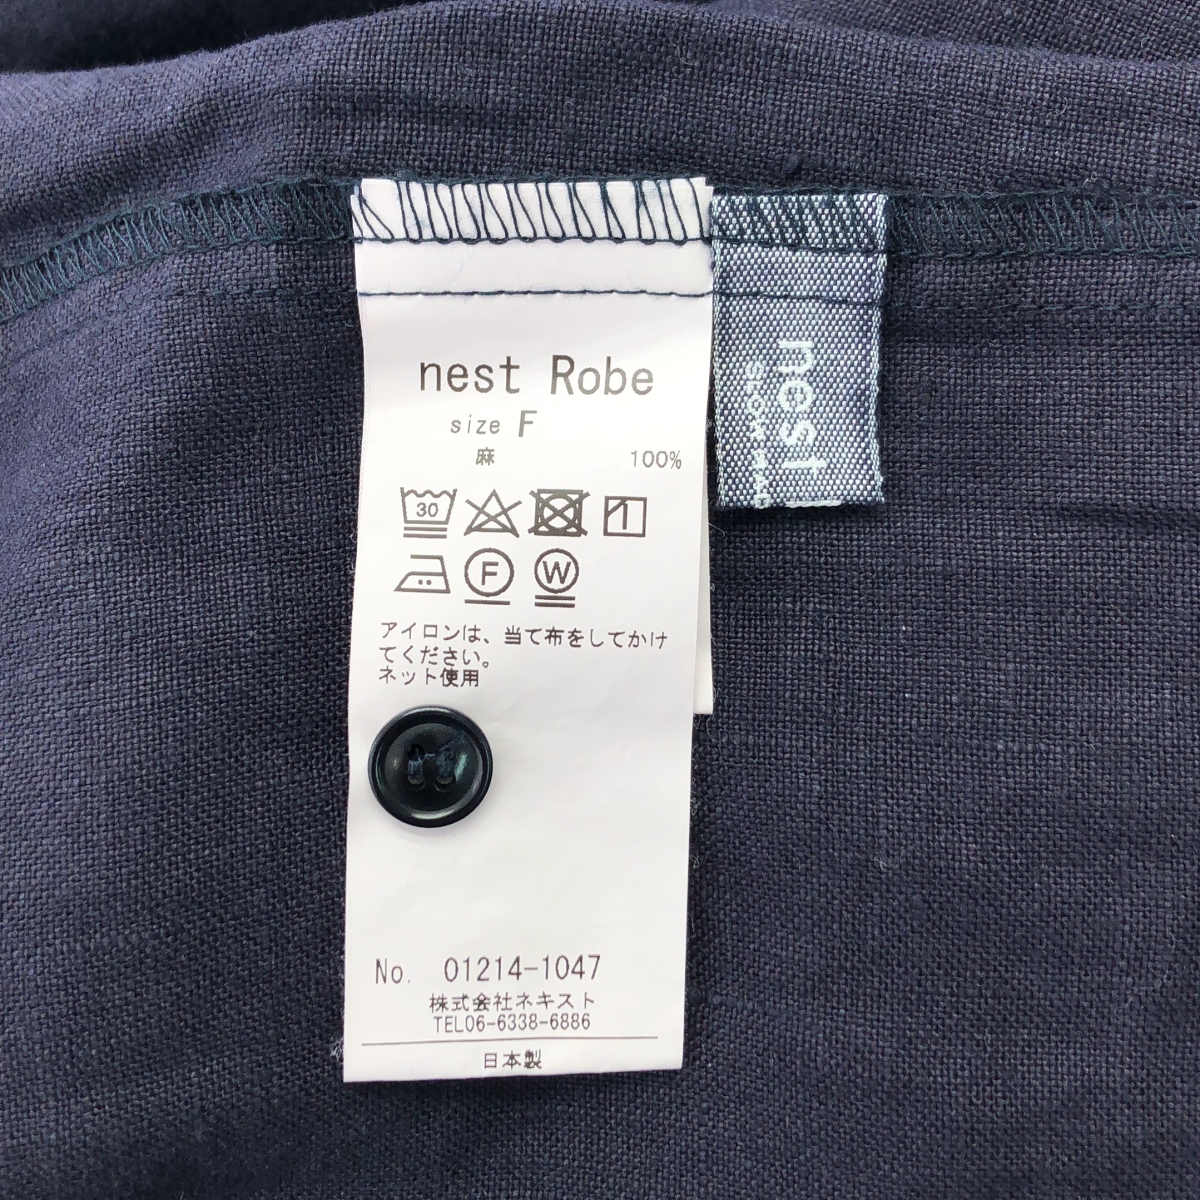 nest Robe
size F
麻 100%
30
F W
アイロンは、当て布をしてかけ
てください。
ネット使用
No. 01214-1047
株式会社ネキスト
TEL06-6338-6886
日本製
nest